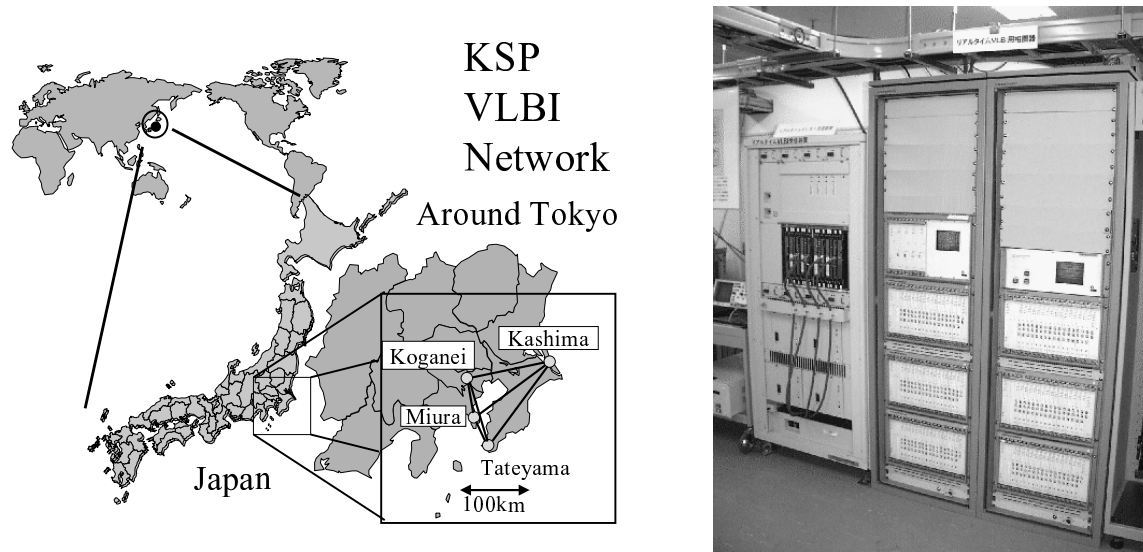 KSP
VLBI
Network
Around Tokyo
Kashima
Koganei
Miura
Tateyama
100km
Japan
リアルタイムVLBI用相関器